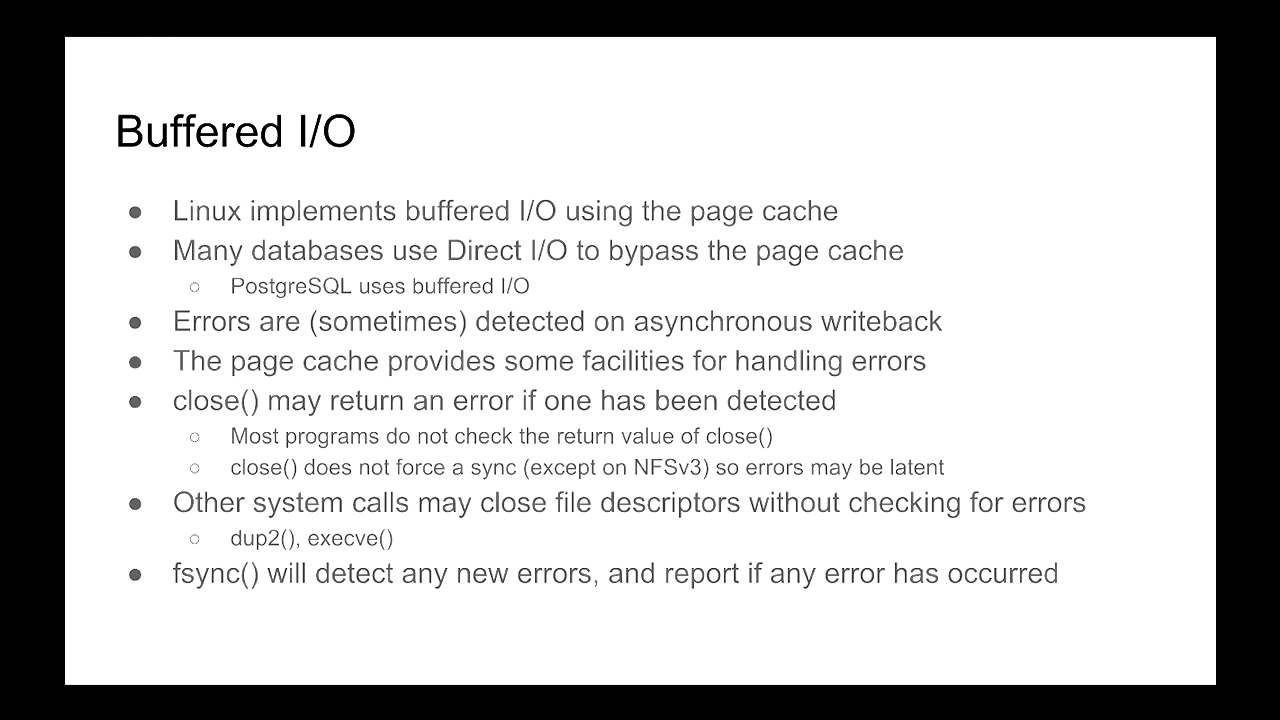 Buffered I/O
● Linux implements buffered I/O using the page cache
● Many databases use Direct I/O to bypass the page cache
○ PostgreSQL uses buffered I/O
● Errors are (sometimes) detected on asynchronous writeback
● The page cache provides some facilities for handling errors
● close() may return an error if one has been detected
○ Most programs do not check the return value of close()
○ close() does not force a sync (except on NFSv3) so errors may be latent
● Other system calls may close file descriptors without checking for errors
○ dup2(), execve()
● fsync() will detect any new errors, and report if any error has occurred